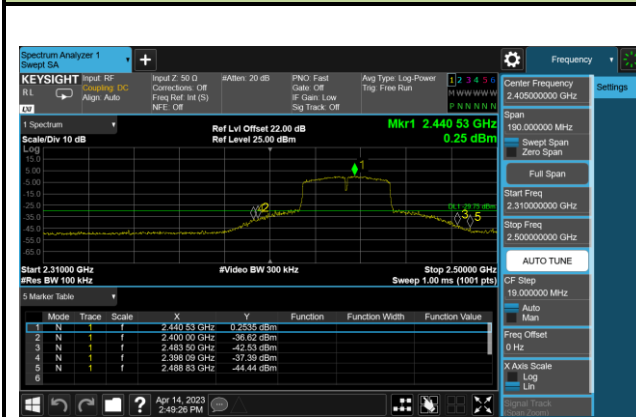 Spectrum Analyzer 1
Swept SA
Frequency
KEYSIGHT
RL
LXI
Input: RF
Coupling: DC
Align: Auto
Input Z: 50 Ω
Corrections: Off
Freq Ref: Int (S)
NFE: Off
#Atten: 20 dB
PNO: Fast
Gate: Off
IF Gain: Low
Sig Track: Off
Avg Type: Log-Power
Trig: Free Run
1 2 3 4 5 6
M W W W W W
P N N N N N
Settings
1 Spectrum
Scale/Div 10 dB
Ref Lvl Offset 22.00 dB
Ref Level 25.00 dBm
Mkr1 2.440 53 GHz
0.25 dBm
Log
15.0
5.00
-5.00
-15.0
-25.0
-35.0
-45.0
-55.0
-65.0
1
2
3
5
DL1 -29.75 dBm
Start 2.31000 GHz
#Res BW 100 kHz
#Video BW 300 kHz
Stop 2.50000 GHz
Sweep 1.00 ms (1001 pts)
5 Marker Table
Mode Trace Scale X Y Function Function Width Function Value
1 N 1 f 2.440 53 GHz 0.2535 dBm
2 N 1 f 2.400 00 GHz -36.62 dBm
3 N 1 f 2.483 50 GHz -42.53 dBm
4 N 1 f 2.398 09 GHz -37.39 dBm
5 N 1 f 2.488 83 GHz -44.44 dBm
6
Center Frequency
2.405000000 GHz
Span
190.000000 MHz
Swept Span
Zero Span
Full Span
Start Freq
2.310000000 GHz
Stop Freq
2.500000000 GHz
AUTO TUNE
CF Step
19.000000 MHz
Auto
Man
Freq Offset
0 Hz
X Axis Scale
Log
Lin
Signal Track
(Span Zoom)
?
Apr 14, 2023
2:49:26 PM